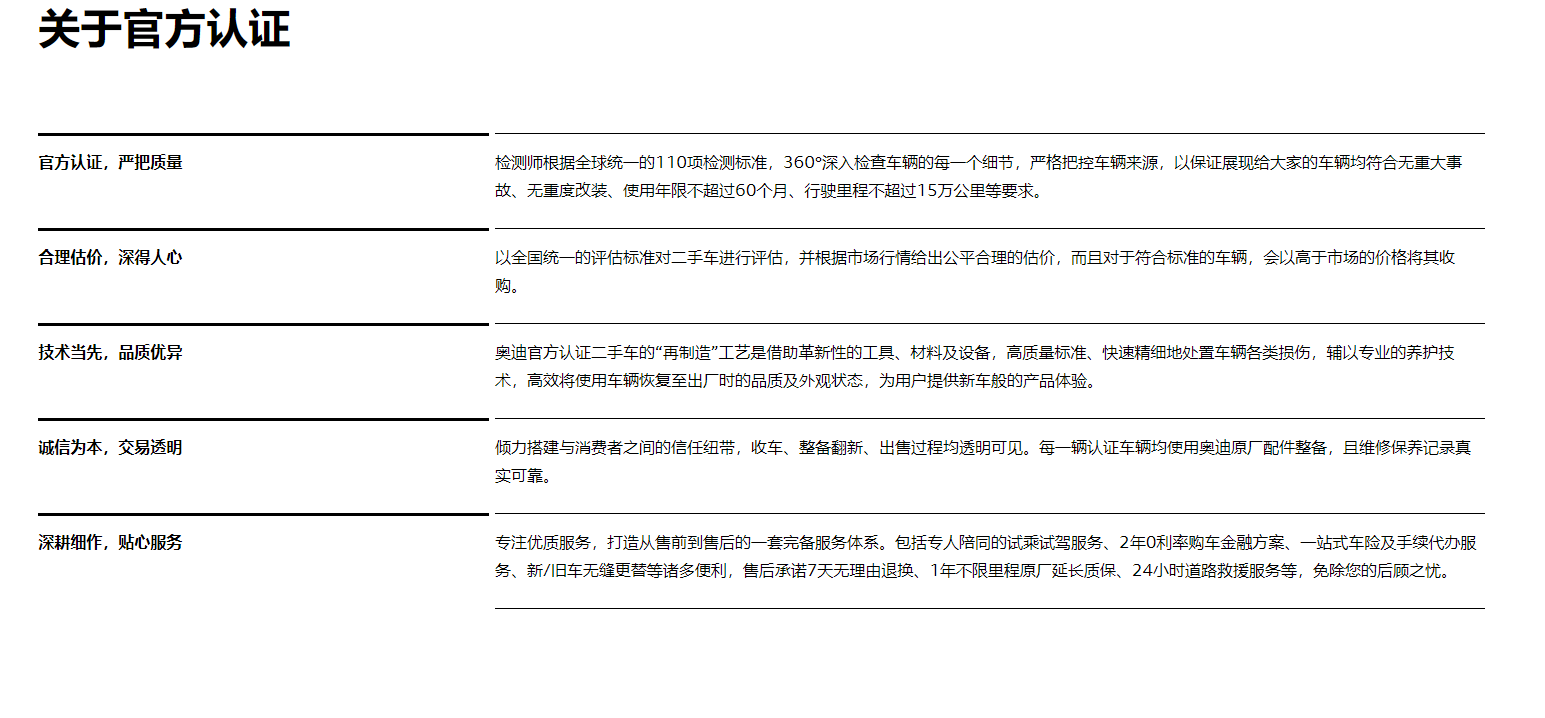 关于官方认证
官方认证，严把质量
检测师根据全球统一的110项检测标准，360°深入检查车辆的每一个细节，严格把控车辆来源，以保证展现给大家的车辆均符合无重大事
故、无重度改装、使用年限不超过60个月、行驶里程不超过15万公里等要求。
合理估价，深得人心
以全国统一的评估标准对二手车进行评估，并根据市场行情给出公平合理的估价，而且对于符合标准的车辆，会以高于市场的价格将其收
购。
技术当先，品质优异
奥迪官方认证二手车的“再制造”工艺是借助革新性的工具、材料及设备，高质量标准、快速精细地处置车辆各类损伤，辅以专业的养护技
术，高效将使用车辆恢复至出厂时的品质及外观状态，为用户提供新车般的产品体验。
诚信为本，交易透明
倾力搭建与消费者之间的信任纽带，收车、整备翻新、出售过程均透明可见。每一辆认证车辆均使用奥迪原厂配件整备，且维修保养记录真
实可靠。
深耕细作，贴心服务
专注优质服务，打造从售前到售后的一套完备服务体系。包括专人陪同的试乘试驾服务、2年0利率购车金融方案、一站式车险及手续代办服
务、新/旧车无缝更替等诸多便利，售后承诺7天无理由退换、1年不限里程原厂延长质保、24小时道路救援服务等，免除您的后顾之忧。